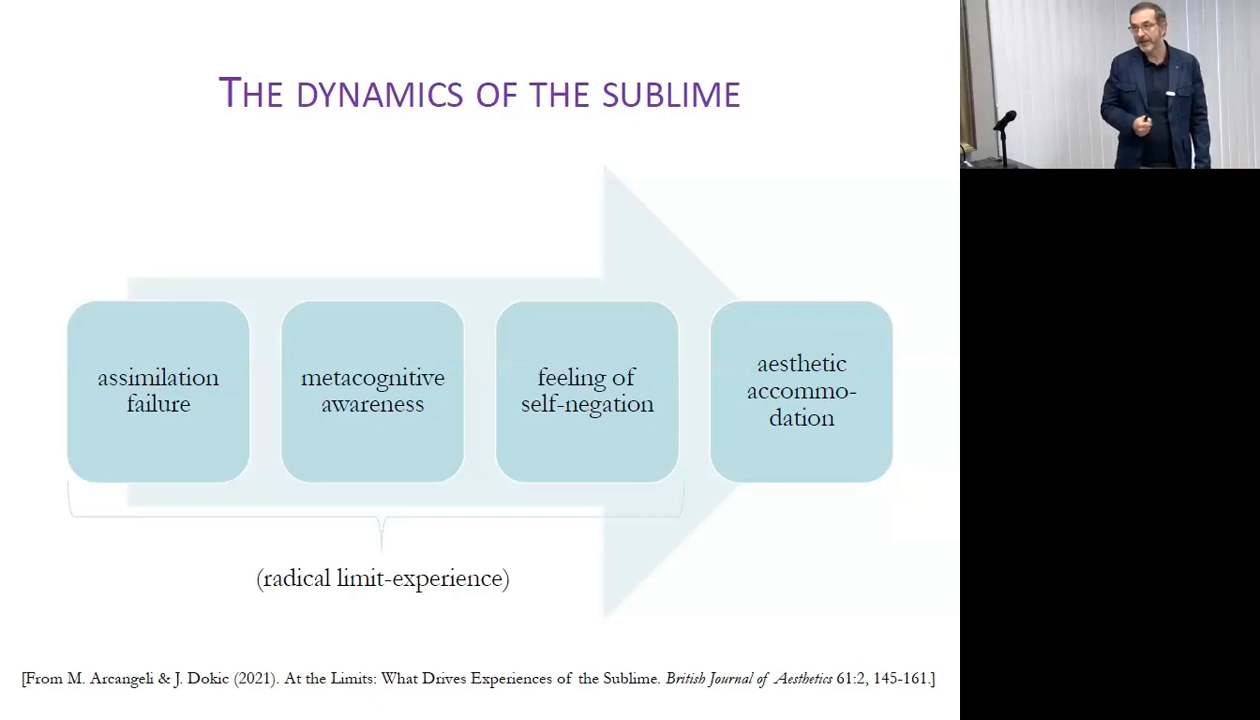 THE DYNAMICS OF THE SUBLIME
assimilation
failure
metacognitive
awareness
feeling of
self-negation
aesthetic
accommo-
dation
(radical limit-experience)
[From M. Arcangeli & J. Dokic (2021). At the Limits: What Drives Experiences of the Sublime. British Journal of Aesthetics 61:2, 145-161.]